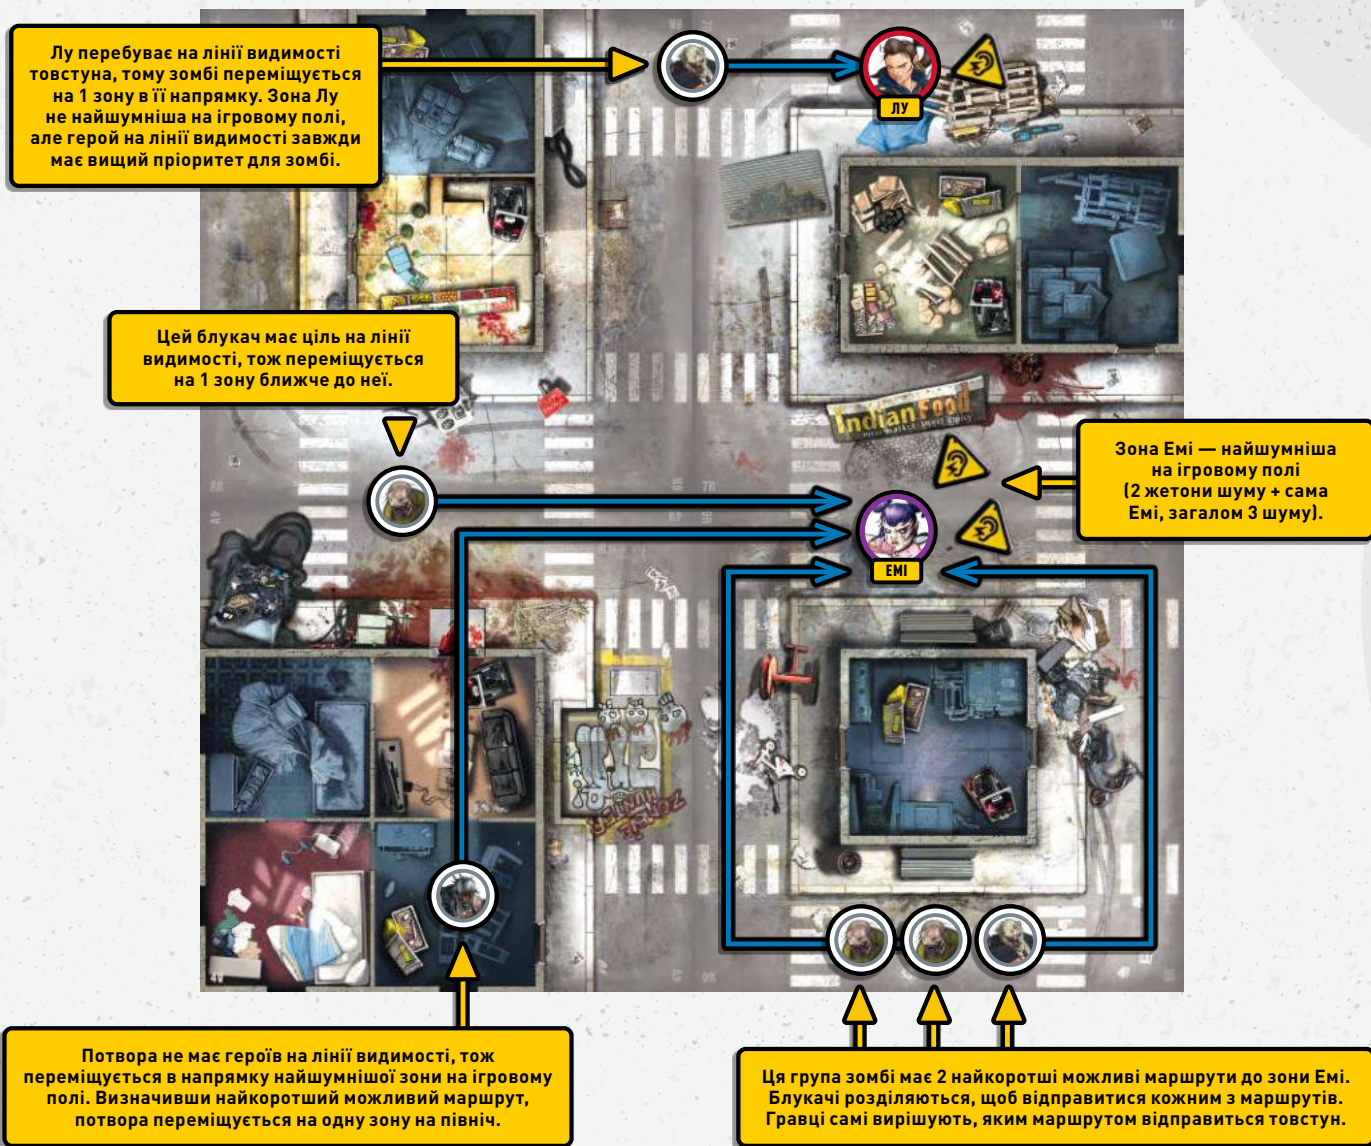 Лу перебуває на лінії видимості
товстуна, тому зомбі переміщується
на 1 зону в її напрямку. Зона Лу
не найшумніша на ігровому полі,
але герой на лінії видимості завжди
має вищий пріоритет для зомбі.
ЛУ
Цей блукач має ціль на лінії
видимості, тож переміщується
на 1 зону ближче до неї.
Indian Food
Зона Емі — найшумніша
на ігровому полі
(2 жетони шуму + сама
Емі, загалом 3 шуму).
ЕМІ
Потвора не має героїв на лінії видимості, тож
переміщується в напрямку найшумнішої зони на ігровому
полі. Визначивши найкоротший можливий маршрут,
потвора переміщується на одну зону на північ.
Ця група зомбі має 2 найкоротші можливі маршрути до зони Емі.
Блукачі розділяються, щоб відправитися кожним з маршрутів.
Гравці самі вирішують, яким маршрутом відправиться товстун.